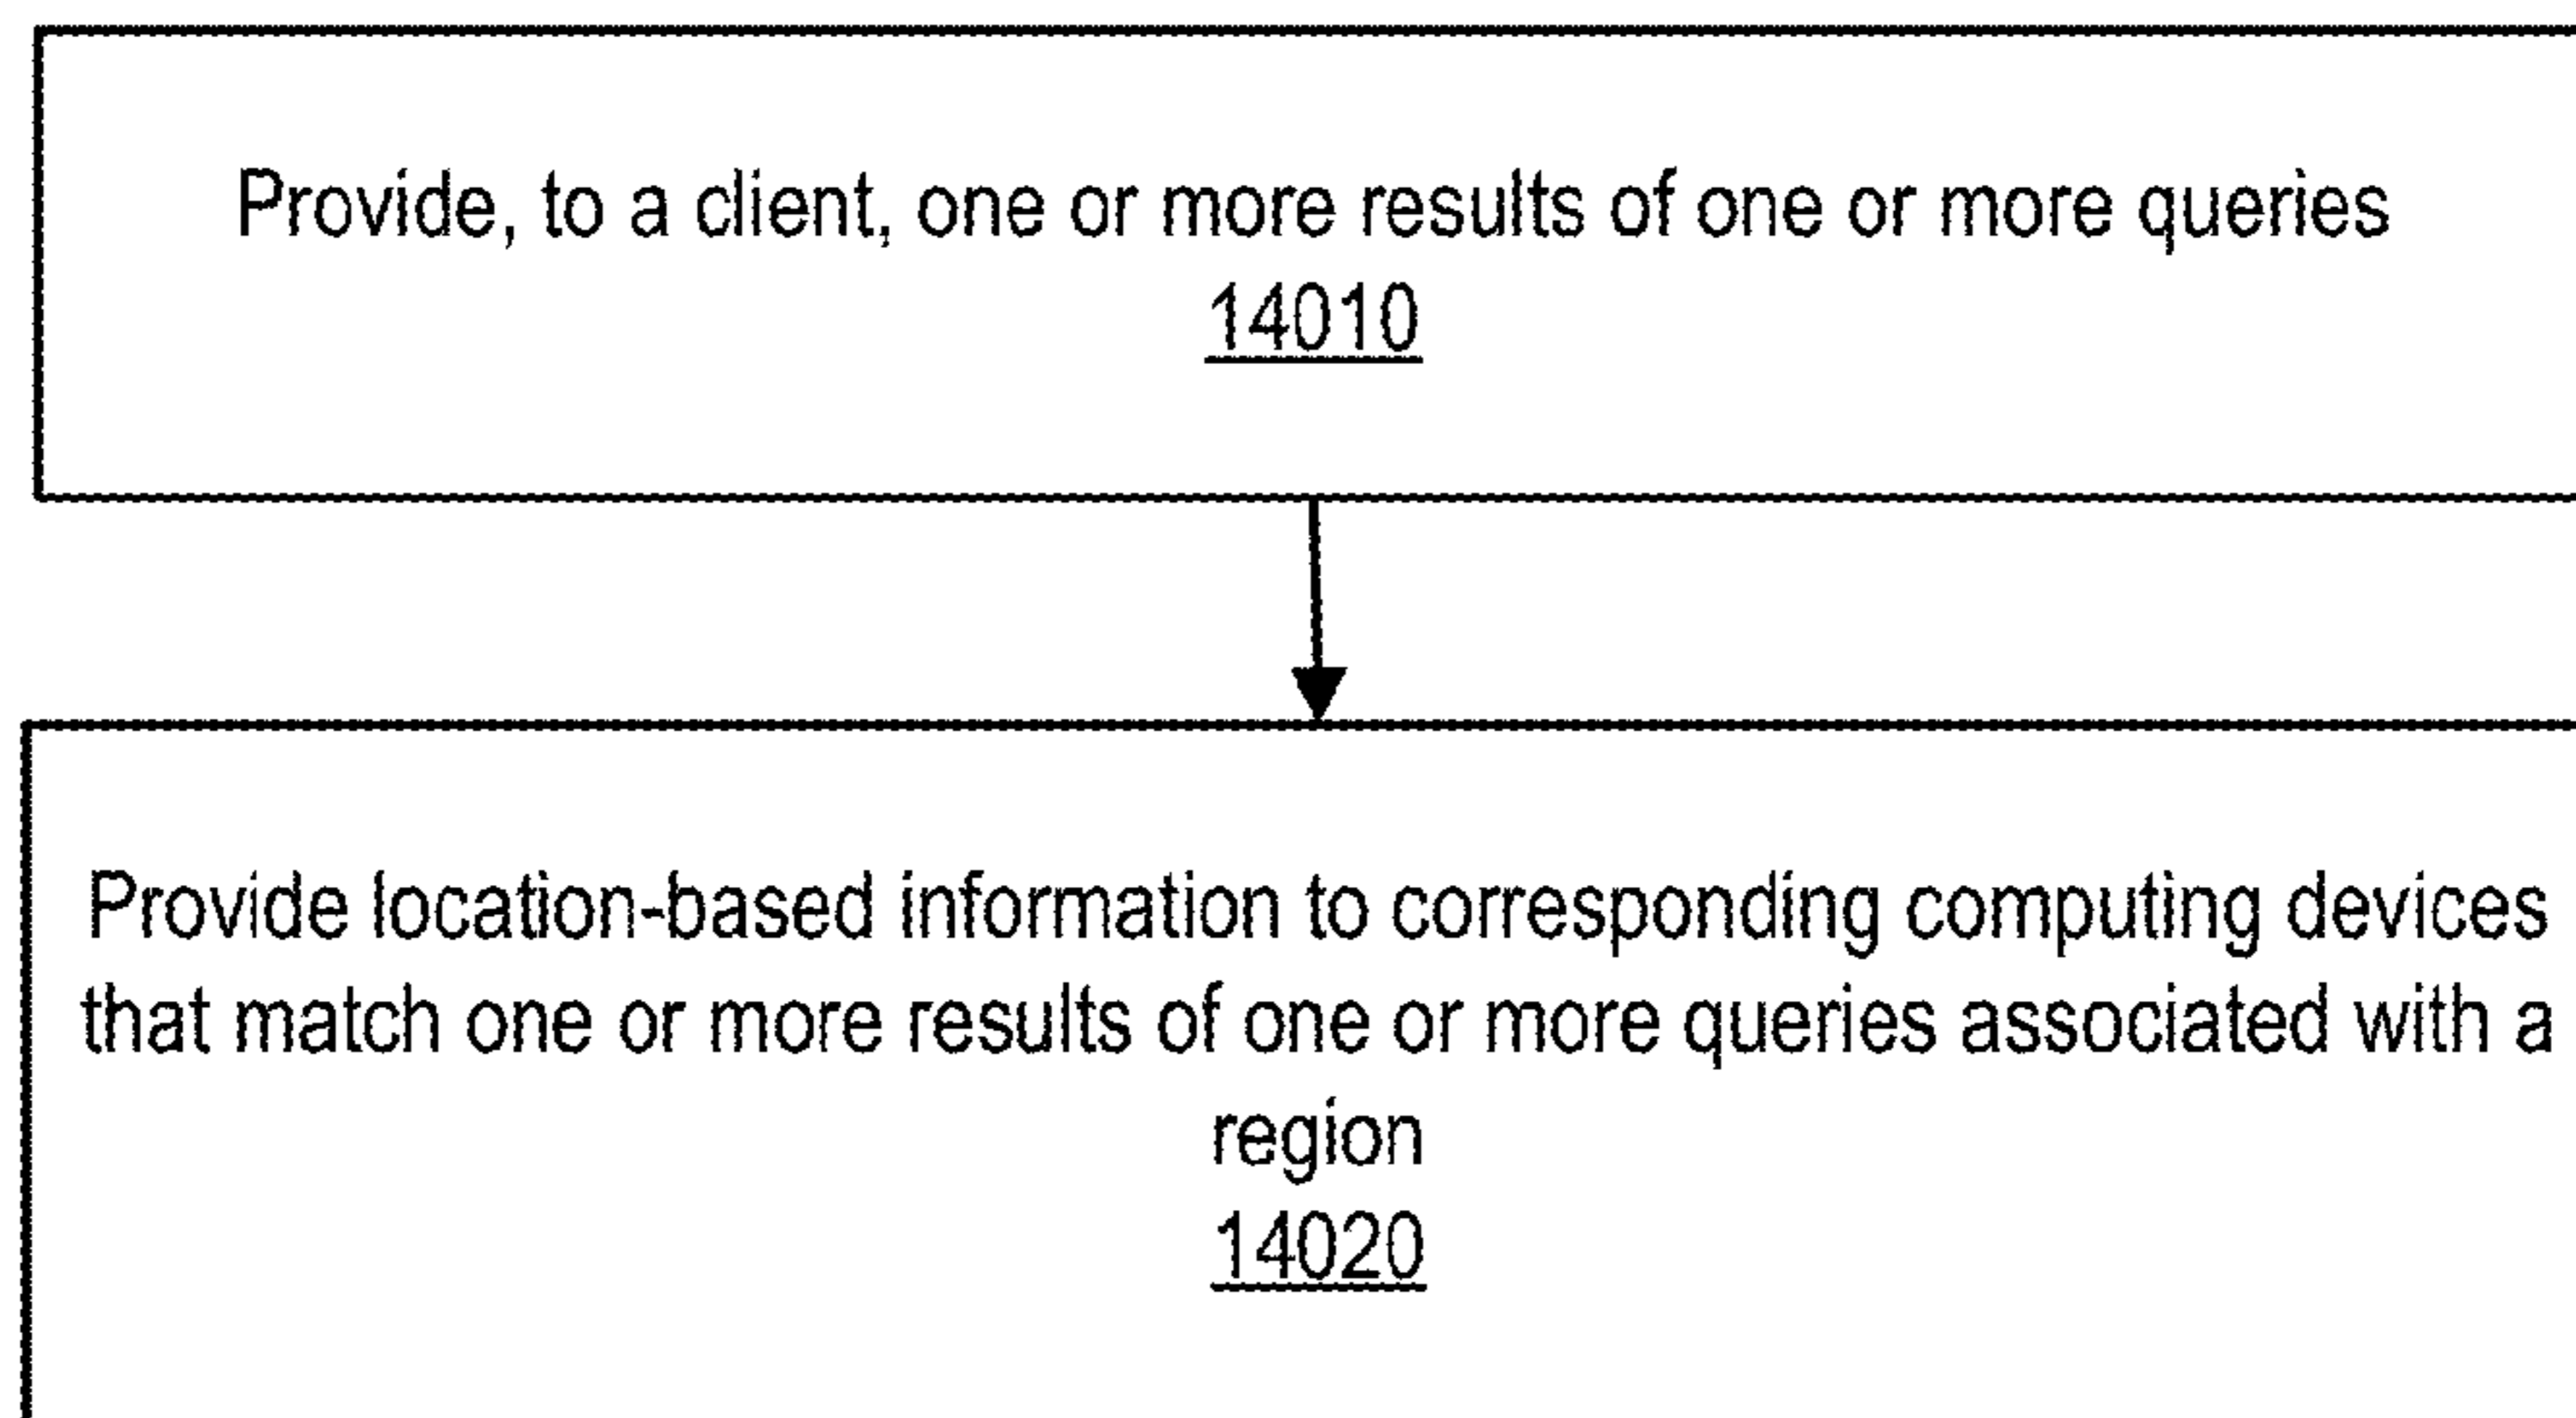 Provide, to a client, one or more results of one or more queries
14010
Provide location-based information to corresponding computing devices
that match one or more results of one or more queries associated with a
region
14020